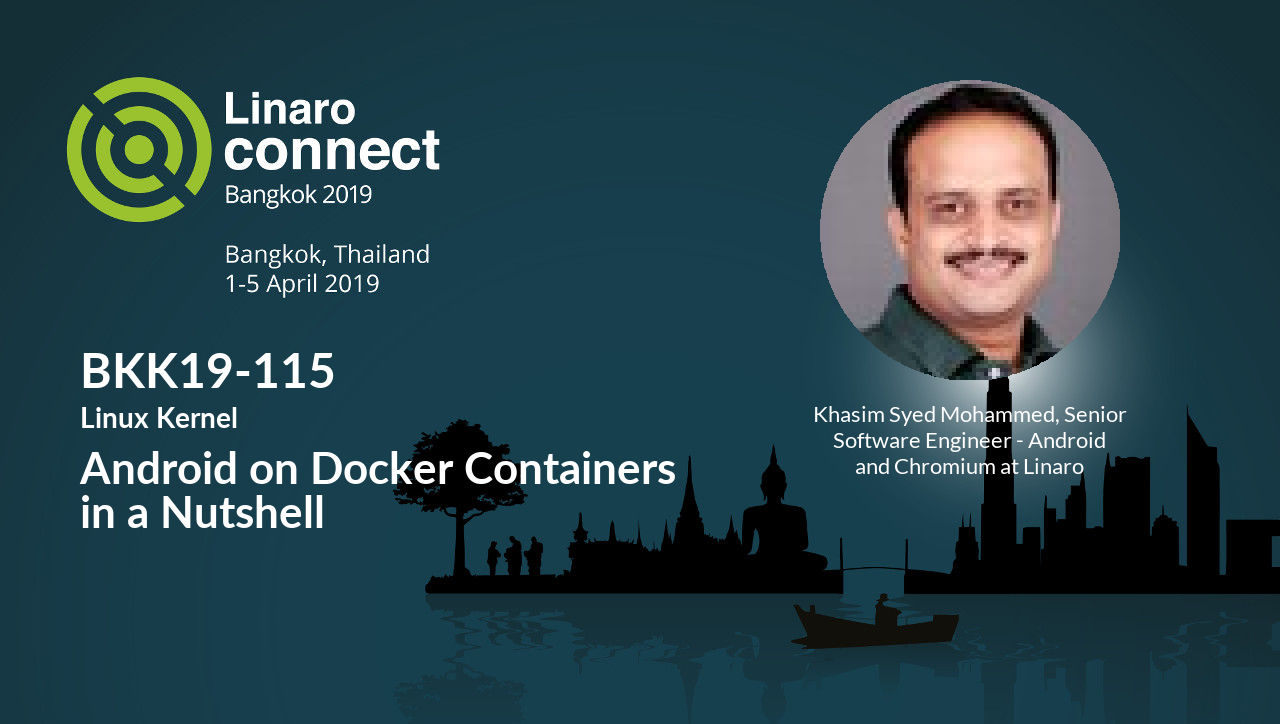 Linaro
connect
Bangkok 2019
Bangkok, Thailand
1-5 April 2019
BKK19-115
Linux Kernel
Android on Docker Containers
in a Nutshell
Khasim Syed Mohammed, Senior
Software Engineer - Android
and Chromium at Linaro